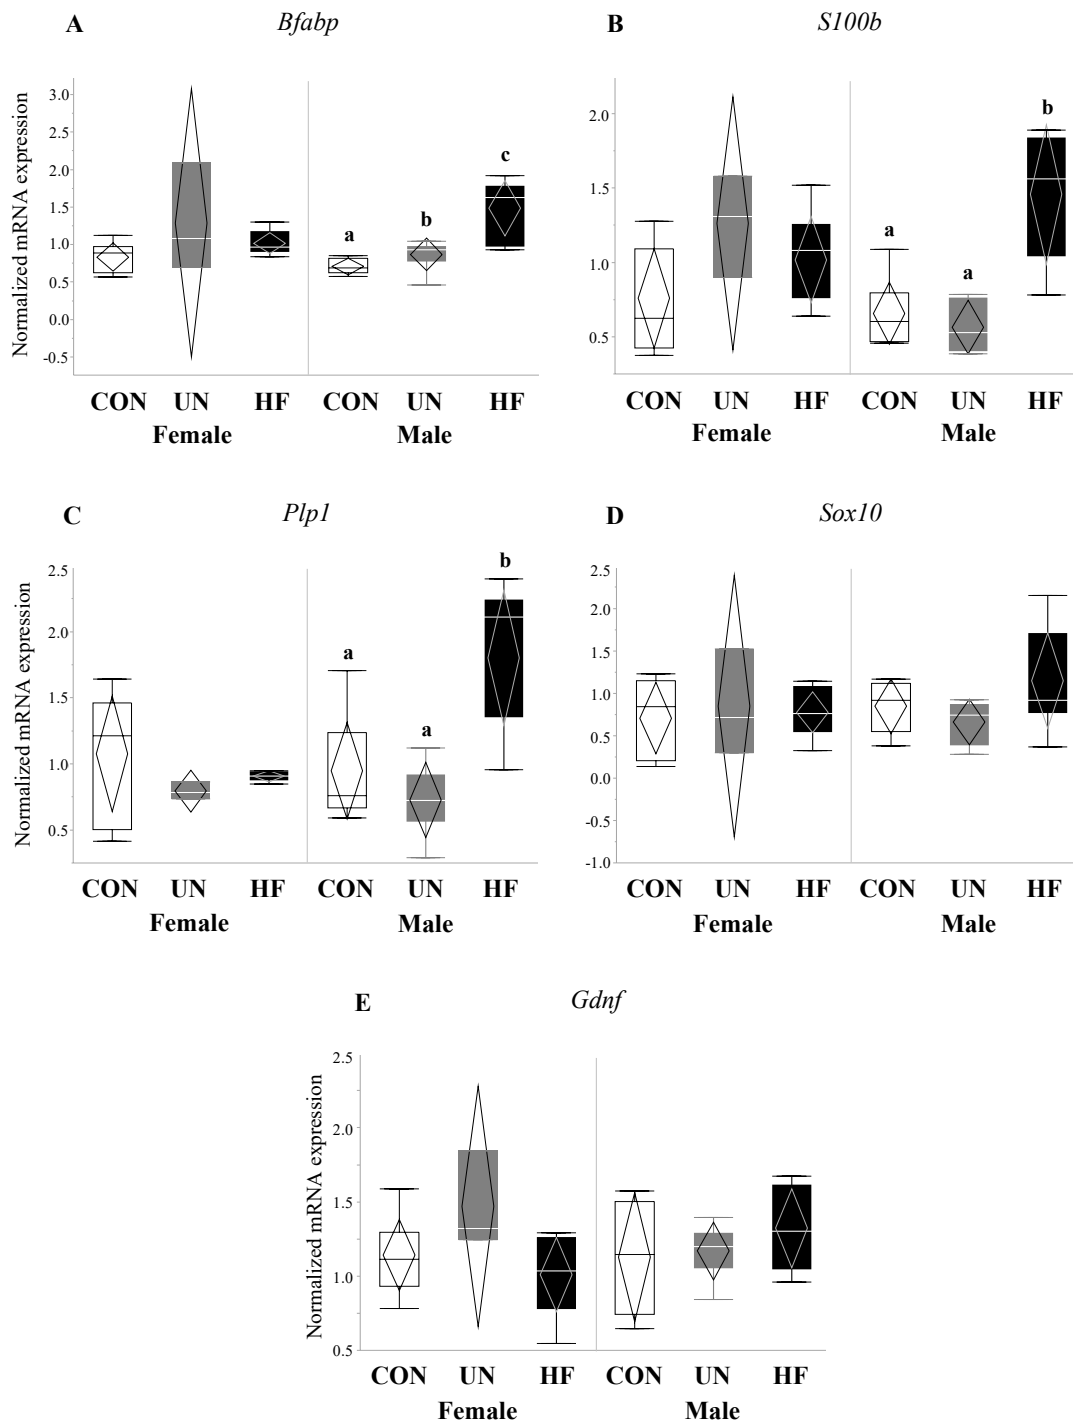 A Bfabp
Normalized mRNA expression
3.0
2.5
2.0
1.5
1.0
0.5
0.0
-0.5
a b c
CON UN HF CON UN HF
Female Male
B S100b
2.0
1.5
1.0
0.5
a a b
CON UN HF CON UN HF
Female Male
C Plp1
Normalized mRNA expression
2.5
2.0
1.5
1.0
0.5
a a b
CON UN HF CON UN HF
Female Male
D Sox10
2.5
2.0
1.5
1.0
0.5
0.0
-0.5
-1.0
CON UN HF CON UN HF
Female Male
E Gdnf
Normalized mRNA expression
2.5
2.0
1.5
1.0
0.5
CON UN HF CON UN HF
Female Male